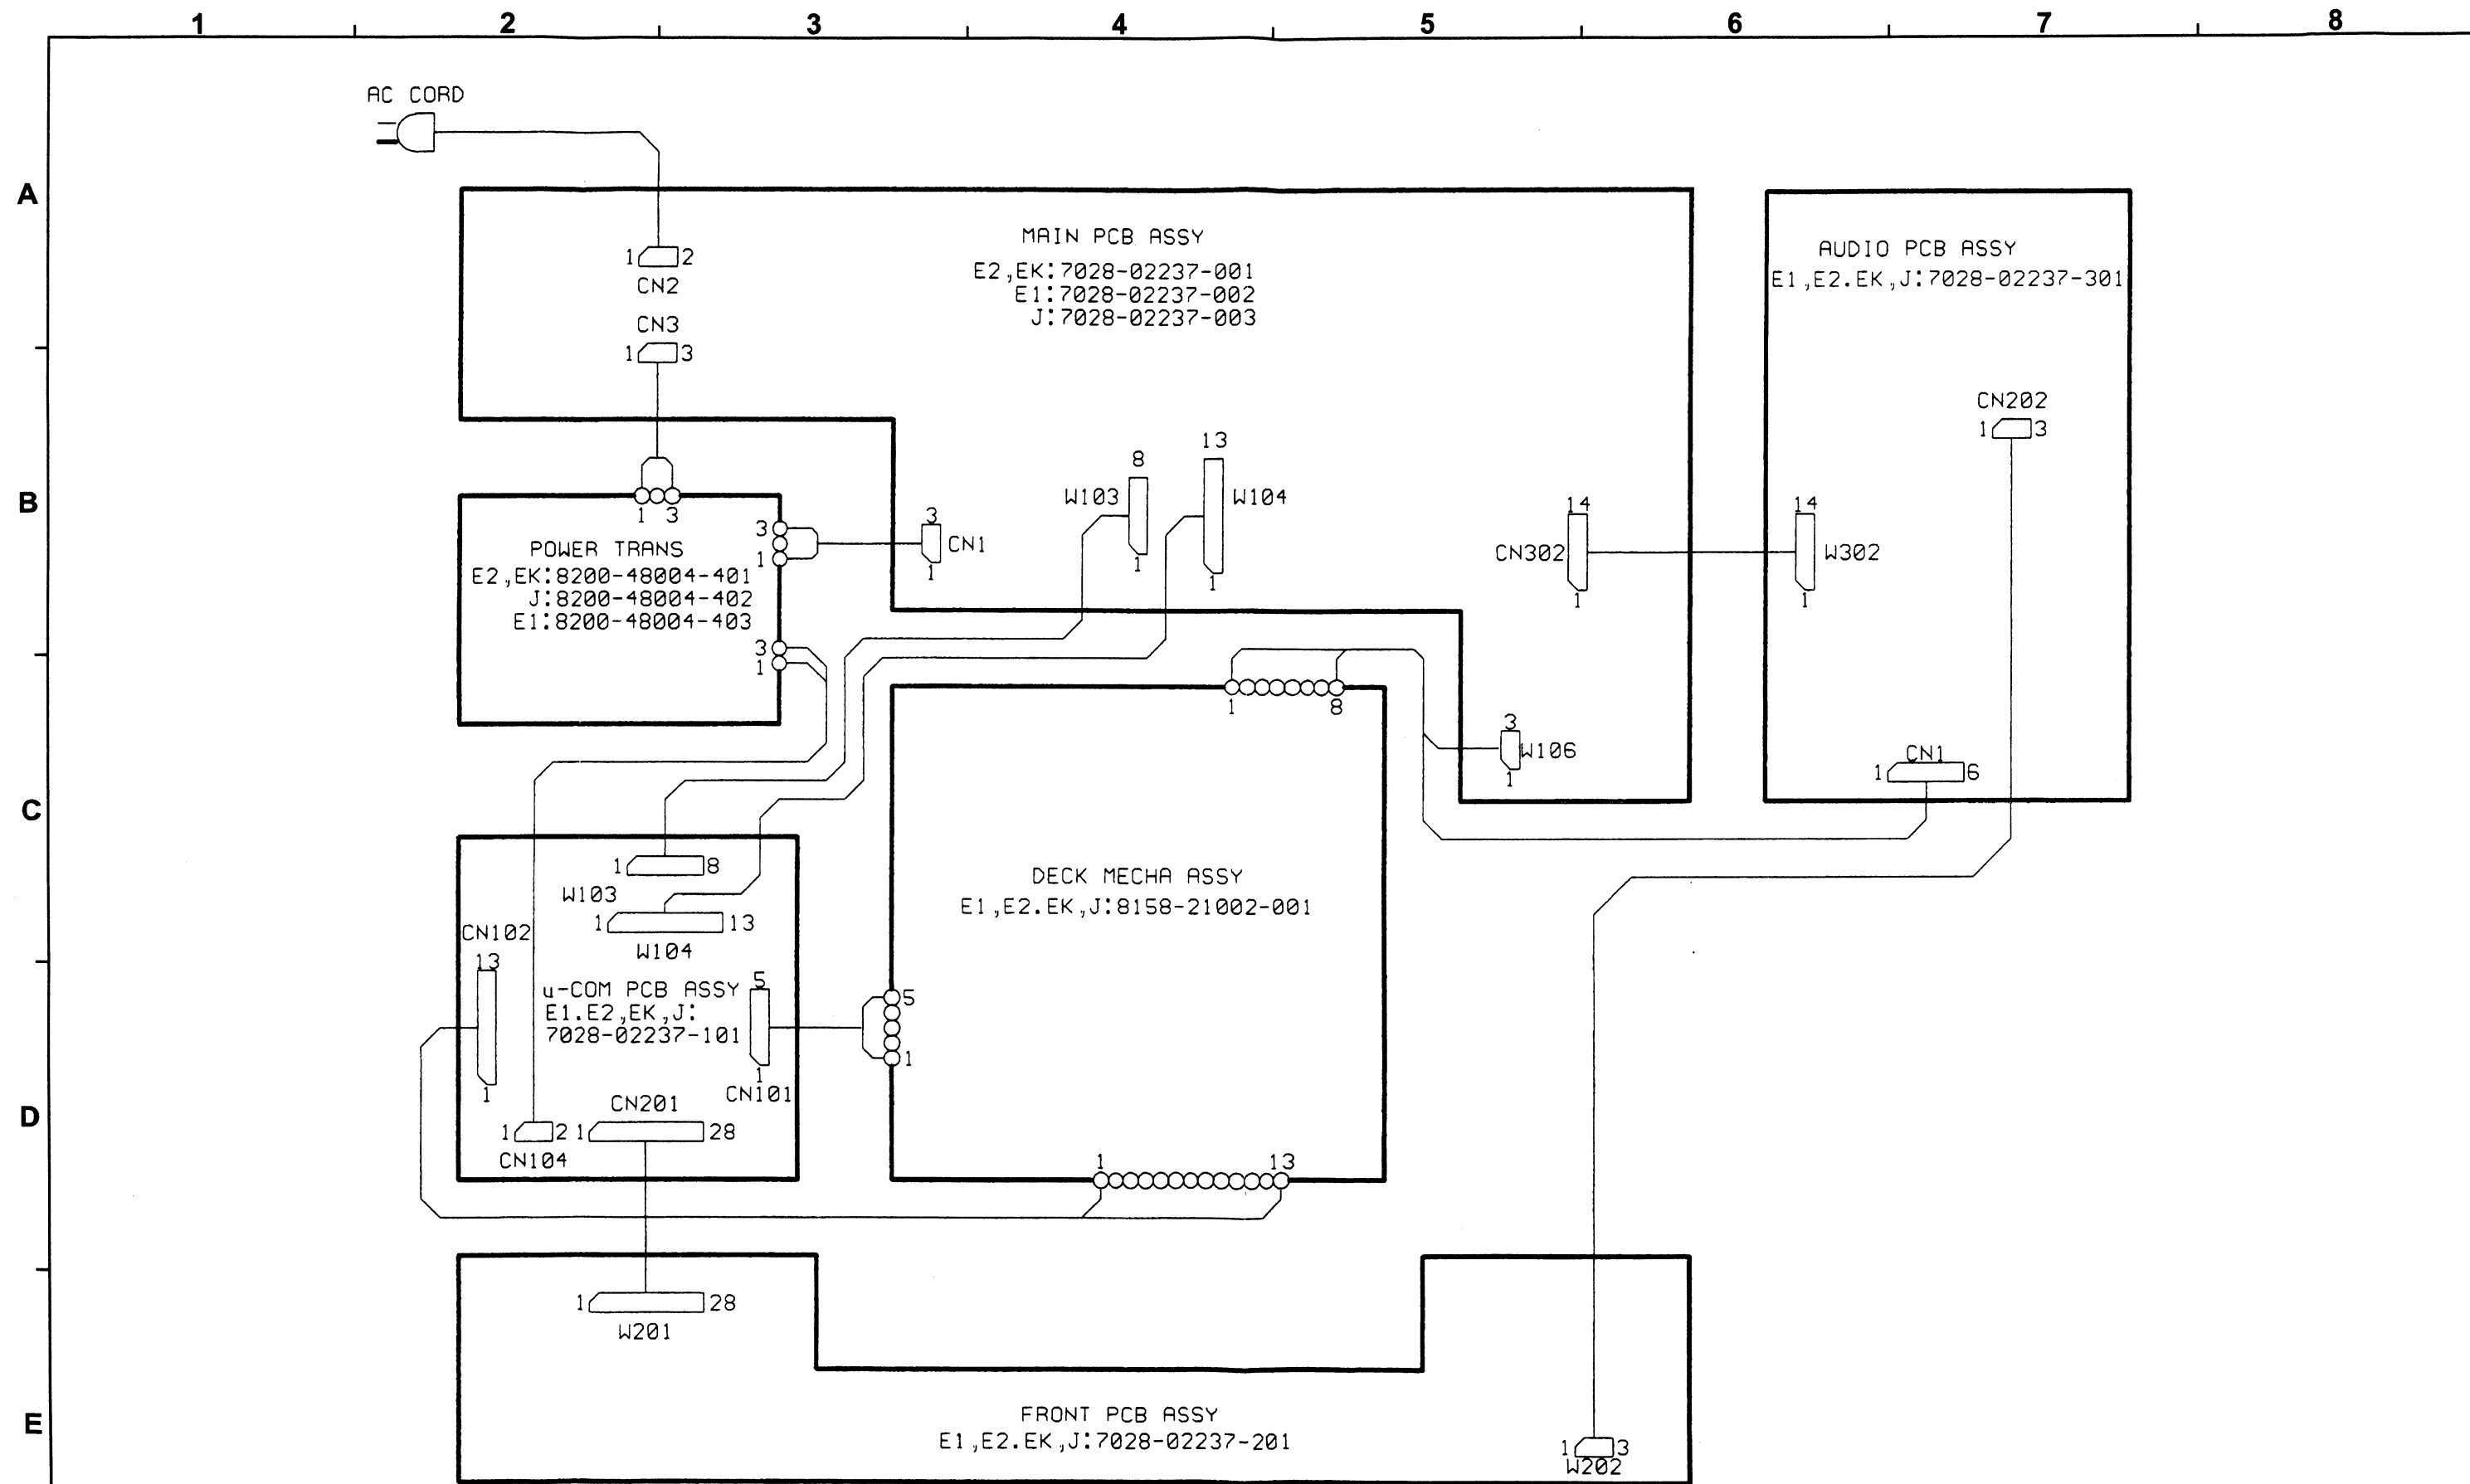 1 2 3 4 5 6 7 8
A
B
C
D
E
AC CORD
1 2
CN2
CN3
1 3
MAIN PCB ASSY
E2,EK:7028-02237-001
E1:7028-02237-002
J:7028-02237-003
AUDIO PCB ASSY
E1,E2.EK,J:7028-02237-301
CN202
1 3
1 3
POWER TRANS
E2,EK:8200-48004-401
J:8200-48004-402
E1:8200-48004-403
3
1
3
1
3
CN1
1
8
W103
1
13
W104
1
14
CN302
1
14
W302
1
1 8
3
W106
1
CN1
1 6
1 8
W103
1 13
W104
CN102
13
1
u-COM PCB ASSY
E1.E2,EK,J:
7028-02237-101
5
1
CN101
CN201
1 2
1 28
CN104
DECK MECHA ASSY
E1,E2.EK,J:8158-21002-001
5
1
1 13
1 28
W201
FRONT PCB ASSY
E1,E2.EK,J:7028-02237-201
1 3
W202